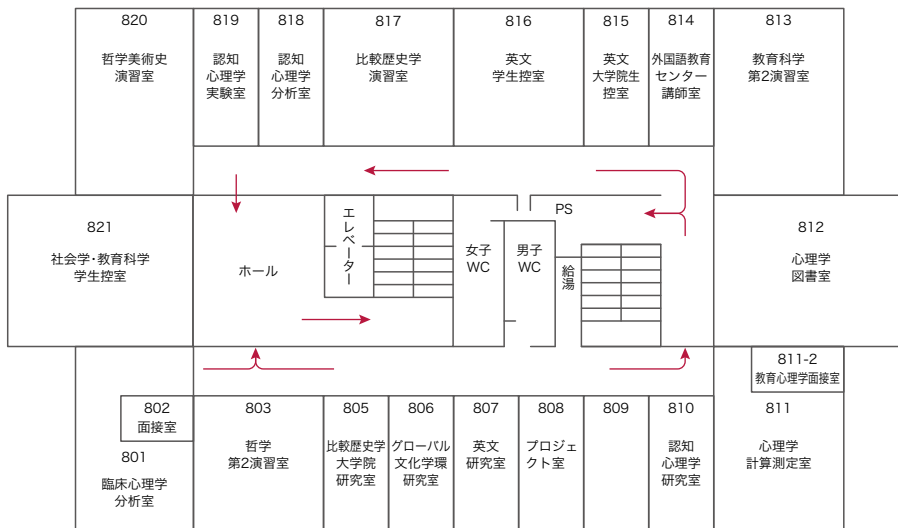 820
哲学美術史
演習室
819
認知
心理学
実験室
818
認知
心理学
分析室
817
比較歴史学
演習室
816
英文
学生控室
815
英文
大学院生
控室
814
外国語教育
センター
講師室
813
教育科学
第2演習室
821
社会学・教育科学
学生控室
ホール
エレベーター
女子
WC
男子
WC
PS
給湯
812
心理学
図書室
811-2
教育心理学面接室
802
面接室
801
臨床心理学
分析室
803
哲学
第2演習室
805
比較歴史学
大学院
研究室
806
グローバル
文化学環
研究室
807
英文
研究室
808
プロジェ
クト室
809
810
認知
心理学
研究室
811
心理学
計算測定室